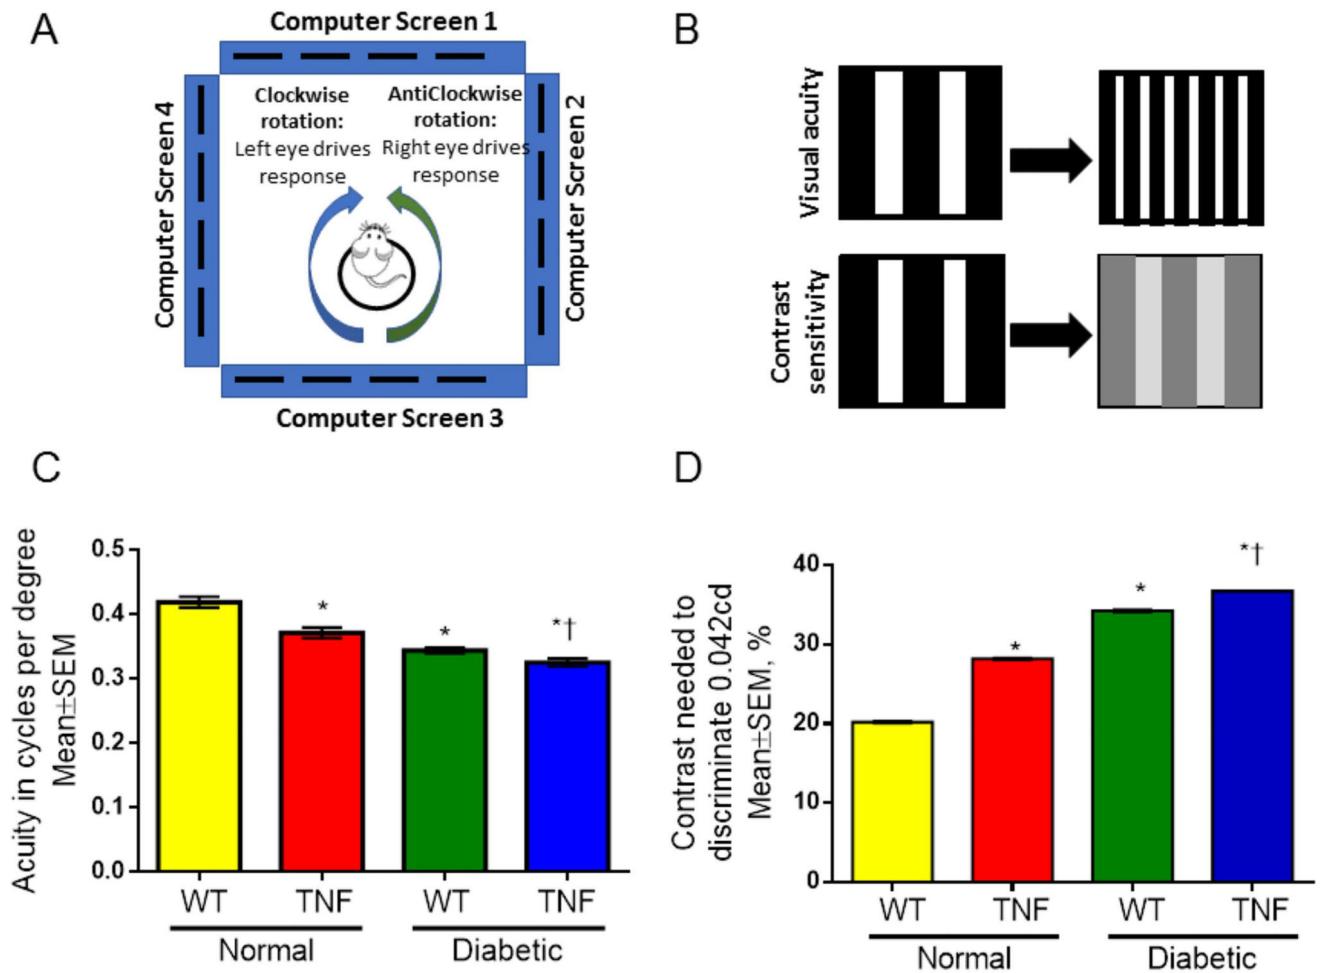 A
Computer Screen 1
Clockwise
rotation:
Left eye drives
response
AntiClockwise
rotation:
Right eye drives
response
Computer Screen 4
Computer Screen 2
Computer Screen 3
B
Visual acuity
Contrast
sensitivity
C
Acuity in cycles per degree
Mean±SEM
0.5
0.4
0.3
0.2
0.1
0.0
*
*
*†
WT
TNF
WT
TNF
Normal
Diabetic
D
Contrast needed to
discriminate 0.042cd
Mean±SEM, %
40
30
20
10
0
*
*
*†
WT
TNF
WT
TNF
Normal
Diabetic